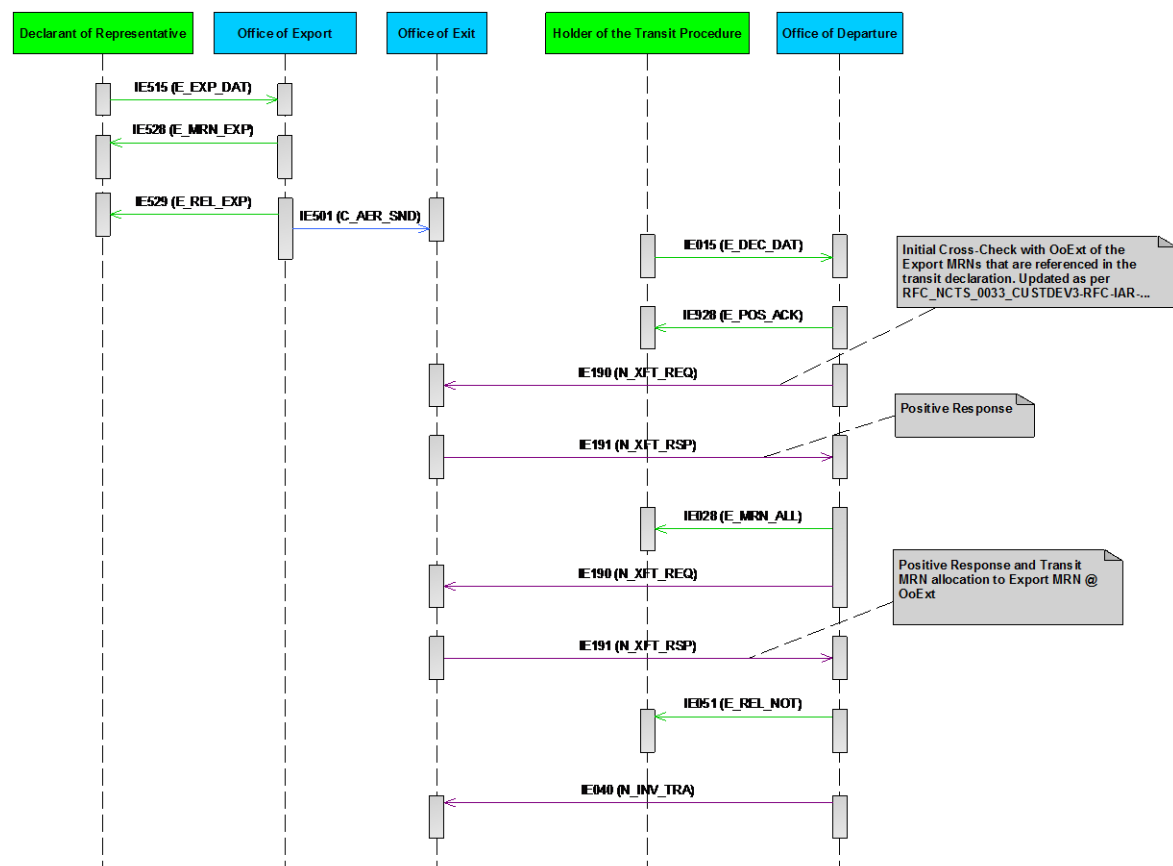 Declarant of Representative
Office of Export
Office of Exit
Holder of the Transit Procedure
Office of Departure
IE515 (E_EXP_DAT)
IE528 (E_MRN_EXP)
IE529 (E_REL_EXP)
IE501 (C_AER_SND)
IE015 (E_DEC_DAT)
Initial Cross-Check with OoExt of the
Export MRNs that are referenced in the
transit declaration. Updated as per
RFC_NCTS_0033_CUSTDEV3-RFC-IAR-...
IE928 (E_POS_ACK)
IE190 (N_XFT_REQ)
Positive Response
IE191 (N_XFT_RSP)
IE028 (E_MRN_ALL)
Positive Response and Transit
MRN allocation to Export MRN @
OoExt
IE190 (N_XFT_REQ)
IE191 (N_XFT_RSP)
IE051 (E_REL_NOT)
IE040 (N_INV_TRA)